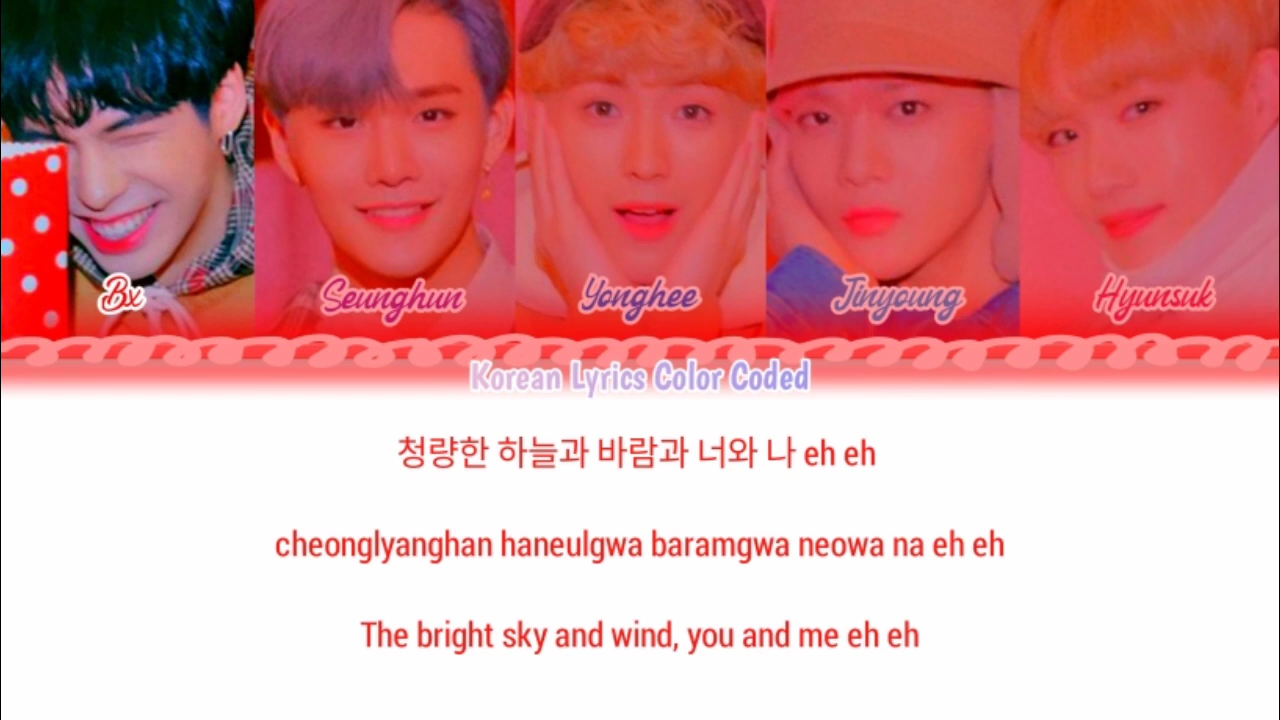 Bx Seunghun Yonghee Jinyoung Hyunsuk
Korean Lyrics Color Coded
청량한 하늘과 바람과 너와 나 eh eh
cheonglyanghan haneulgwa baramgwa neowa na eh eh
The bright sky and wind, you and me eh eh